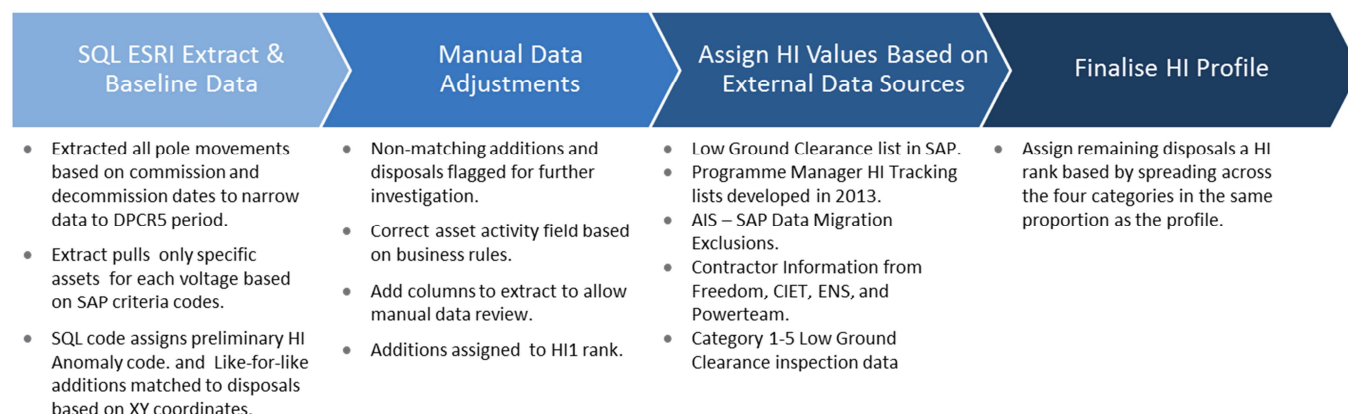 SQL ESRI Extract &
Baseline Data
Manual Data
Adjustments
Assign HI Values Based on
External Data Sources
Finalise HI Profile
• Extracted all pole movements
based on commission and
decommission dates to narrow
data to DPCR5 period.
• Extract pulls only specific
assets for each voltage based
on SAP criteria codes.
• SQL code assigns preliminary HI
Anomaly code. and Like-for-like
additions matched to disposals
based on XY coordinates.
• Non-matching additions and
disposals flagged for further
investigation.
• Correct asset activity field based
on business rules.
• Add columns to extract to allow
manual data review.
• Additions assigned to HI1 rank.
• Low Ground Clearance list in SAP.
• Programme Manager HI Tracking
lists developed in 2013.
• AIS – SAP Data Migration
Exclusions.
• Contractor Information from
Freedom, CIET, ENS, and
Powerteam.
• Category 1-5 Low Ground
Clearance inspection data
• Assign remaining disposals a HI
rank based by spreading across
the four categories in the same
proportion as the profile.